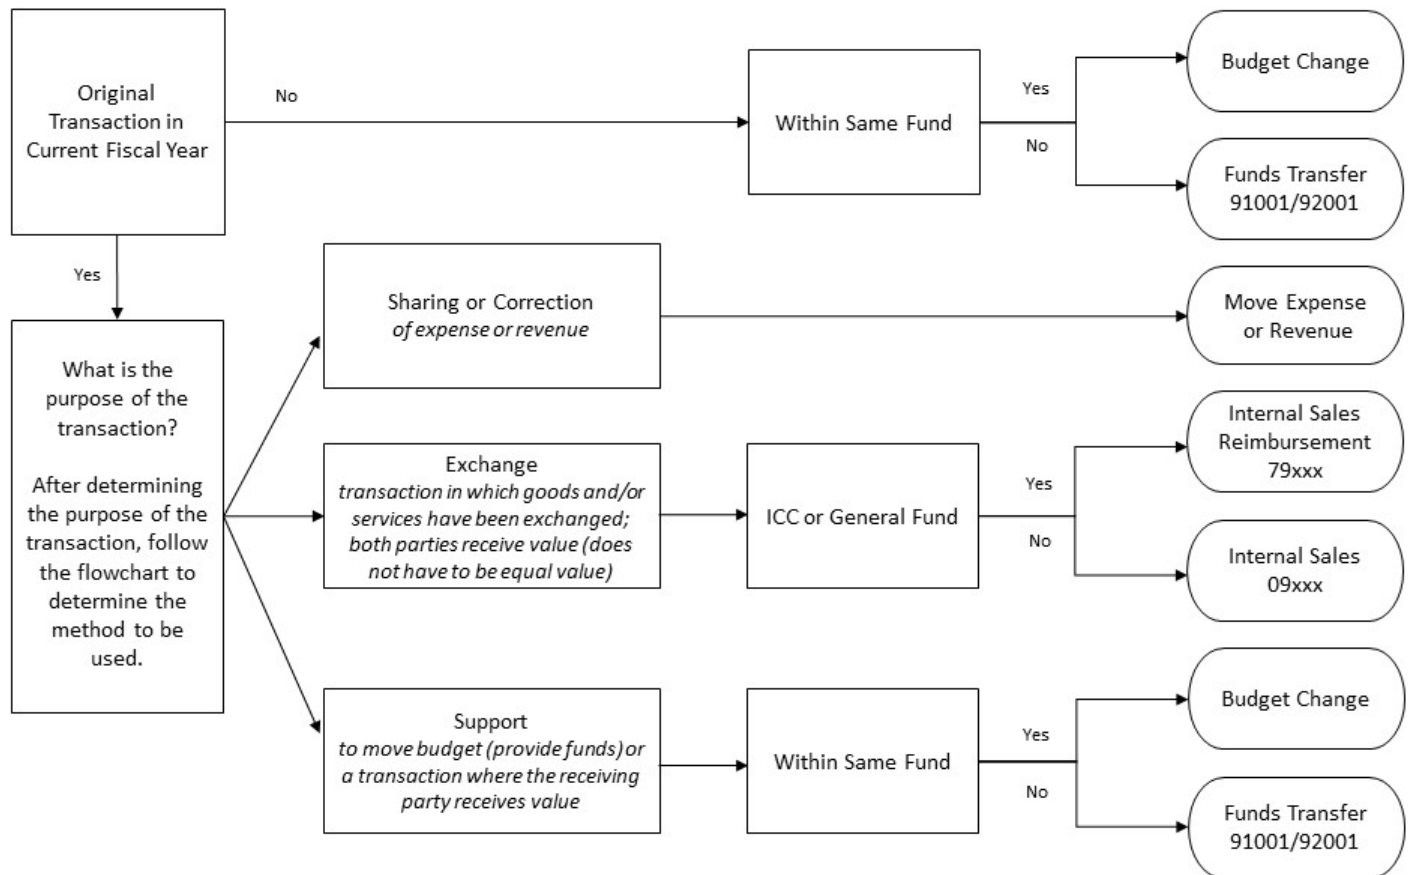 Original
Transaction in
Current Fiscal Year
No
Within Same Fund
Yes
No
Budget Change
Funds Transfer
91001/92001
Yes
What is the
purpose of the
transaction?
After determining
the purpose of the
transaction, follow
the flowchart to
determine the
method to be
used.
Sharing or Correction
of expense or revenue
Move Expense
or Revenue
Exchange
transaction in which goods and/or
services have been exchanged;
both parties receive value (does
not have to be equal value)
ICC or General Fund
Yes
No
Internal Sales
Reimbursement
79xxx
Internal Sales
09xxx
Support
to move budget (provide funds) or
a transaction where the receiving
party receives value
Within Same Fund
Yes
No
Budget Change
Funds Transfer
91001/92001